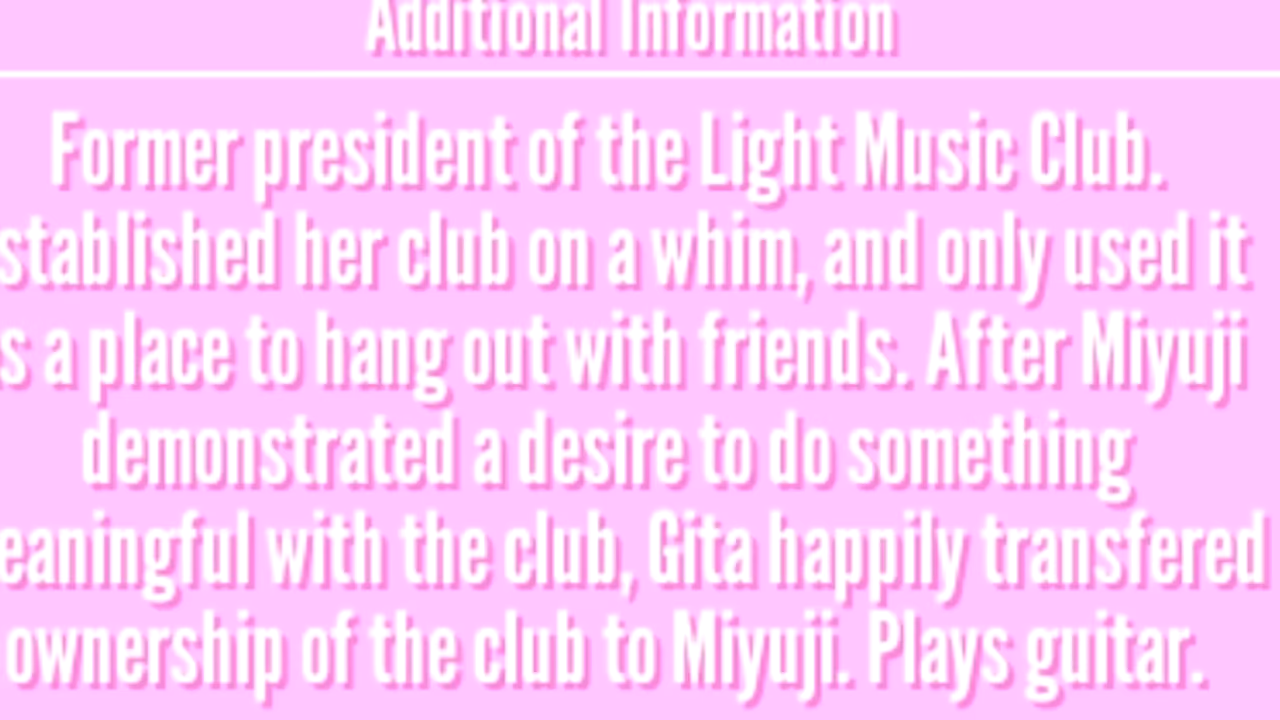 Additional Information
Former president of the Light Music Club.
stablished her club on a whim, and only used it
s a place to hang out with friends. After Miyuji
demonstrated a desire to do something
eaningful with the club, Gita happily transfered
ownership of the club to Miyuji. Plays guitar.